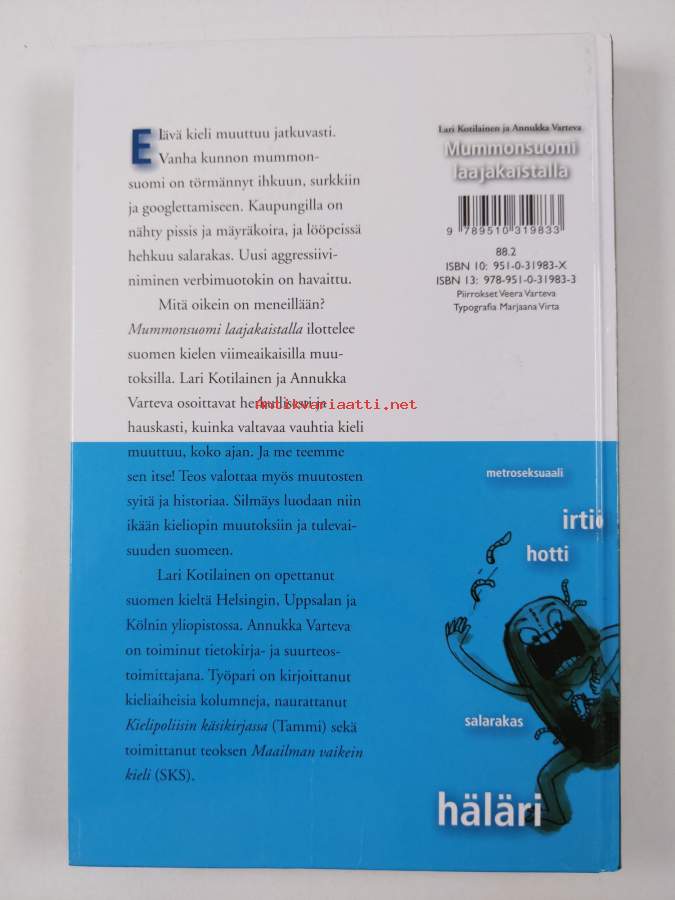 Elävä kieli muuttuu jatkuvasti.
Vanha kunnon mummon-
suomi on törmännyt ihkuun, surkkiin
ja googlettamiseen. Kaupungilla on
nähty pissis ja mäyräkoira, ja lööpeissä
hehkuu salarakas. Uusi aggressiivi-
niminen verbimuotokin on havaittu.
Mitä oikein on meneillään?
Mummonsuomi laajakaistalla ilottelee
suomen kielen viimeaikaisilla muu-
toksilla. Lari Kotilainen ja Annukka
Varteva osoittavat herkullisesti ja
hauskasti, kuinka valtavaa vauhtia kieli
muuttuu, koko ajan. Ja me teemme
sen itse! Teos valottaa myös muutosten
syitä ja historiaa. Silmäys luodaan niin
ikään kieliopin muutoksiin ja tulevai-
suuden suomeen.
Lari Kotilainen on opettanut
suomen kieltä Helsingin, Uppsalan ja
Kölnin yliopistossa. Annukka Varteva
on toiminut tietokirja- ja suurteos-
toimittajana. Työpari on kirjoittanut
kieliaiheisia kolumneja, naurattanut
Kielipoliisin käsikirjassa (Tammi) sekä
toimittanut teoksen Maailman vaikein
kieli (SKS).
Lari Kotilainen ja Annukka Varteva
Mummonsuomi
laajakaistalla
9 789510 319833
88.2
ISBN 10: 951-0-31983-X
ISBN 13: 978-951-0-31983-3
Piirrokset Veera Varteva
Typografia Marjaana Virta
Antiikvariaatti.net
metroseksuaali
irtio
hotti
salarakas
häläri